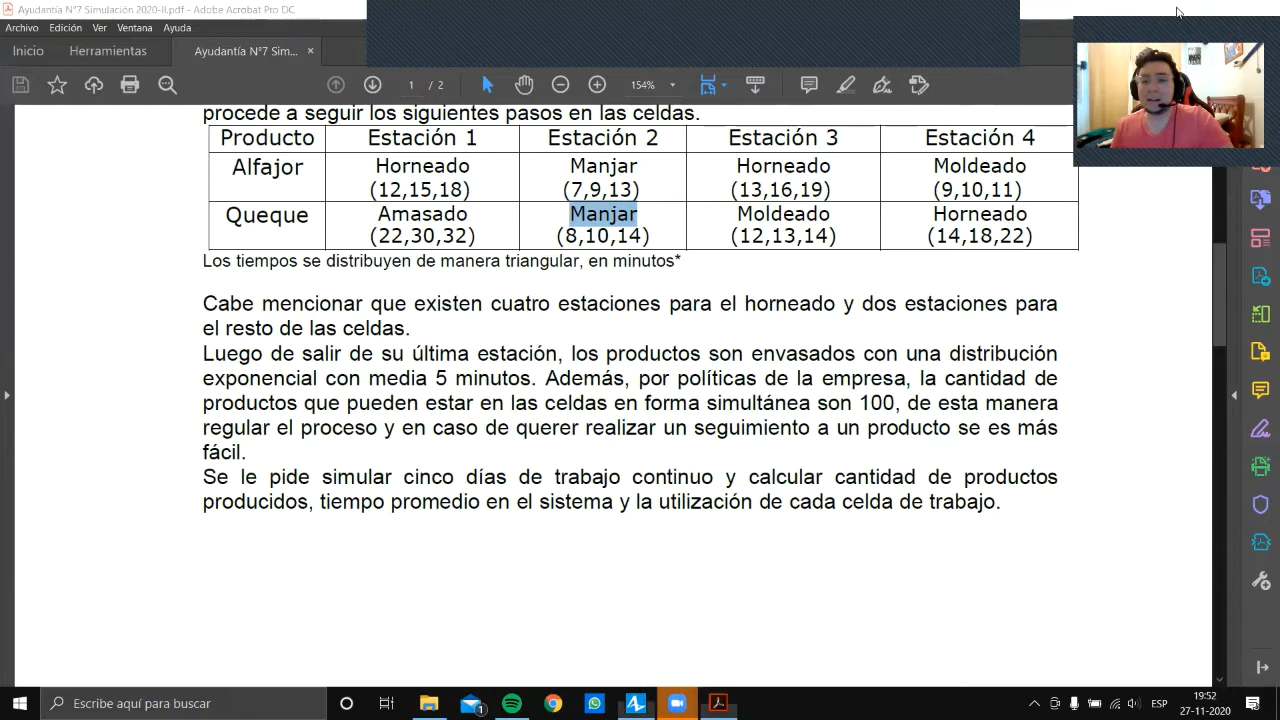 Ayudantía N°7 Simulación 2020-II.pdf - Adobe Acrobat Pro DC
Archivo Edición Ver Ventana Ayuda
Inicio Herramientas Ayudantía N°7 Sim... ×
1 / 2 154%
procede a seguir los siguientes pasos en las celdas.
Producto Estación 1 Estación 2 Estación 3 Estación 4
Alfajor Horneado Manjar Horneado Moldeado
(12,15,18) (7,9,13) (13,16,19) (9,10,11)
Queque Amasado Manjar Moldeado Horneado
(22,30,32) (8,10,14) (12,13,14) (14,18,22)
Los tiempos se distribuyen de manera triangular, en minutos*
Cabe mencionar que existen cuatro estaciones para el horneado y dos estaciones para
el resto de las celdas.
Luego de salir de su última estación, los productos son envasados con una distribución
exponencial con media 5 minutos. Además, por políticas de la empresa, la cantidad de
productos que pueden estar en las celdas en forma simultánea son 100, de esta manera
regular el proceso y en caso de querer realizar un seguimiento a un producto se es más
fácil.
Se le pide simular cinco días de trabajo continuo y calcular cantidad de productos
producidos, tiempo promedio en el sistema y la utilización de cada celda de trabajo.
Escribe aquí para buscar
1
ESP
19:52
27-11-2020